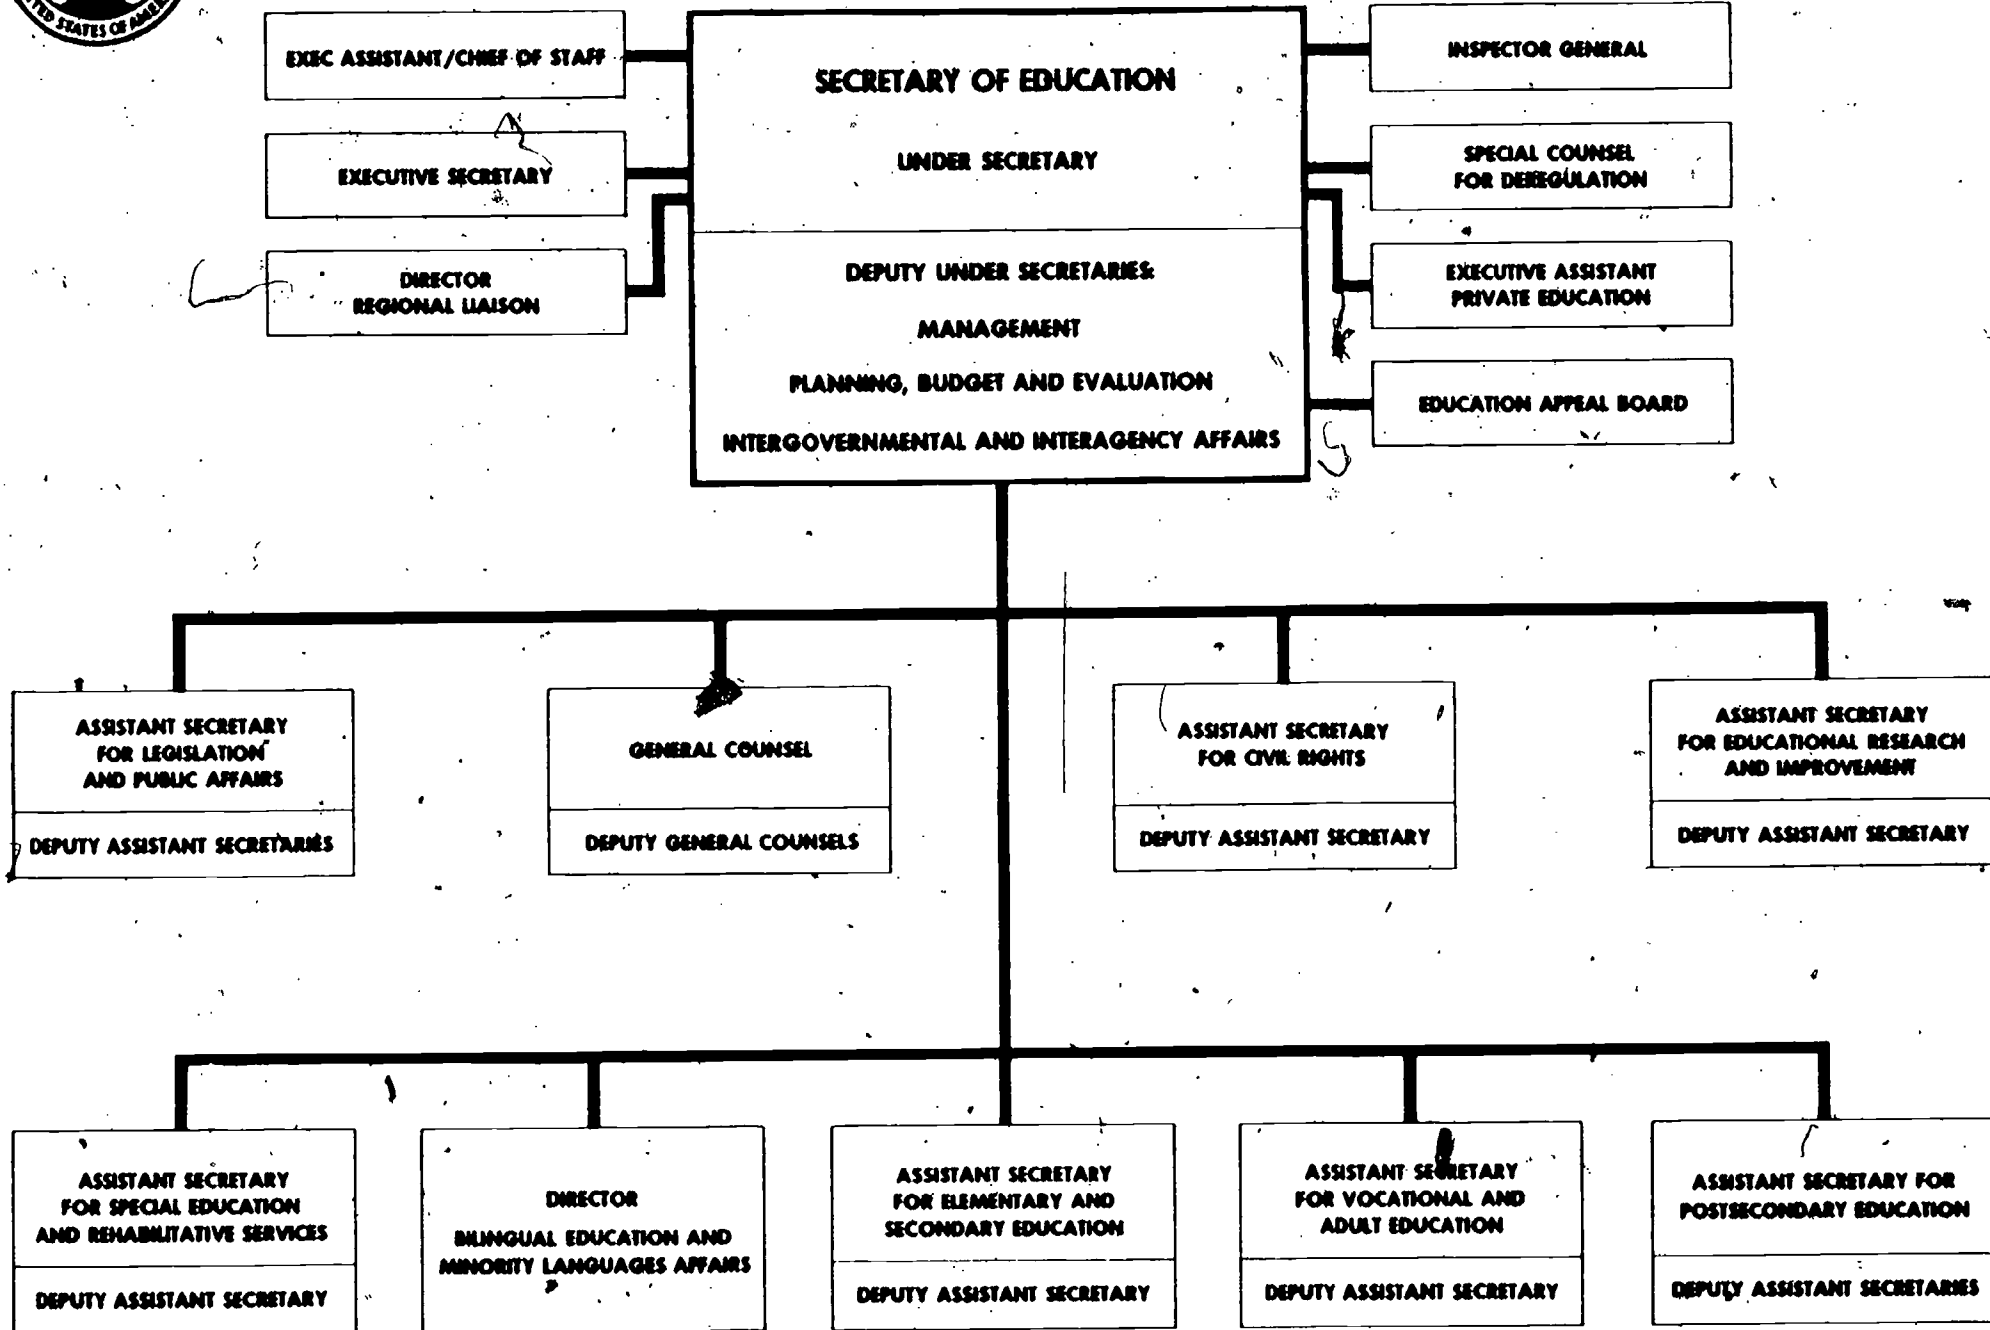 STATES OF
EXEC ASSISTANT/CHIEF OF STAFF
EXECUTIVE SECRETARY
DIRECTOR
REGIONAL LIAISON
SECRETARY OF EDUCATION
UNDER SECRETARY
DEPUTY UNDER SECRETARIES:
MANAGEMENT
PLANNING, BUDGET AND EVALUATION
INTERGOVERNMENTAL AND INTERAGENCY AFFAIRS
INSPECTOR GENERAL
SPECIAL COUNSEL
FOR DEREGULATION
EXECUTIVE ASSISTANT
PRIVATE EDUCATION
EDUCATION APPEAL BOARD
ASSISTANT SECRETARY
FOR LEGISLATION
AND PUBLIC AFFAIRS
DEPUTY ASSISTANT SECRETARIES
GENERAL COUNSEL
DEPUTY GENERAL COUNSELS
ASSISTANT SECRETARY
FOR CIVIL RIGHTS
DEPUTY ASSISTANT SECRETARY
ASSISTANT SECRETARY
FOR EDUCATIONAL RESEARCH
AND IMPROVEMENT
DEPUTY ASSISTANT SECRETARY
ASSISTANT SECRETARY
FOR SPECIAL EDUCATION
AND REHABILITATIVE SERVICES
DEPUTY ASSISTANT SECRETARY
DIRECTOR
BILINGUAL EDUCATION AND
MINORITY LANGUAGES AFFAIRS
ASSISTANT SECRETARY
FOR ELEMENTARY AND
SECONDARY EDUCATION
DEPUTY ASSISTANT SECRETARY
ASSISTANT SECRETARY
FOR VOCATIONAL AND
ADULT EDUCATION
DEPUTY ASSISTANT SECRETARY
ASSISTANT SECRETARY FOR
POSTSECONDARY EDUCATION
DEPUTY ASSISTANT SECRETARIES